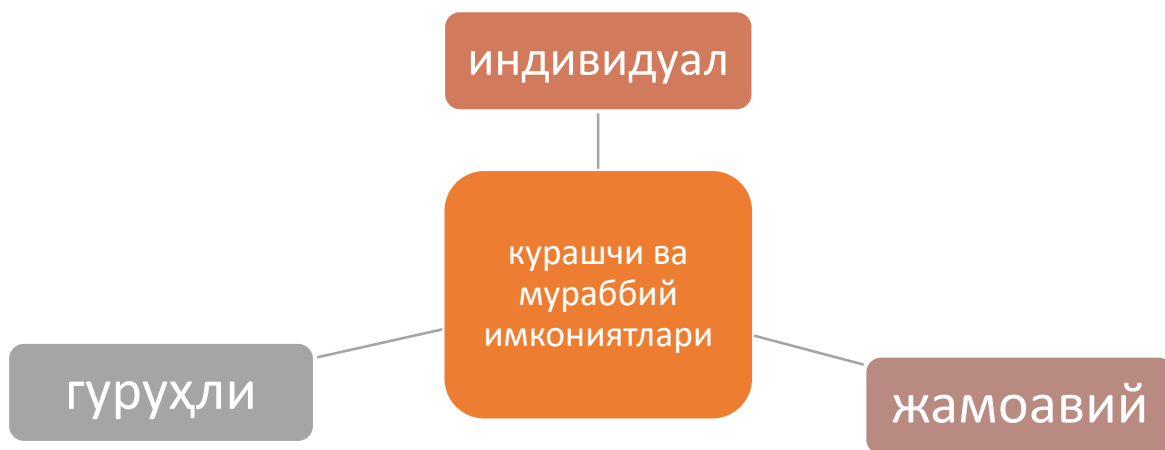 индивидуал
курашчи ва
мураббий
имкониятлари
гуруҳли
жамоавий